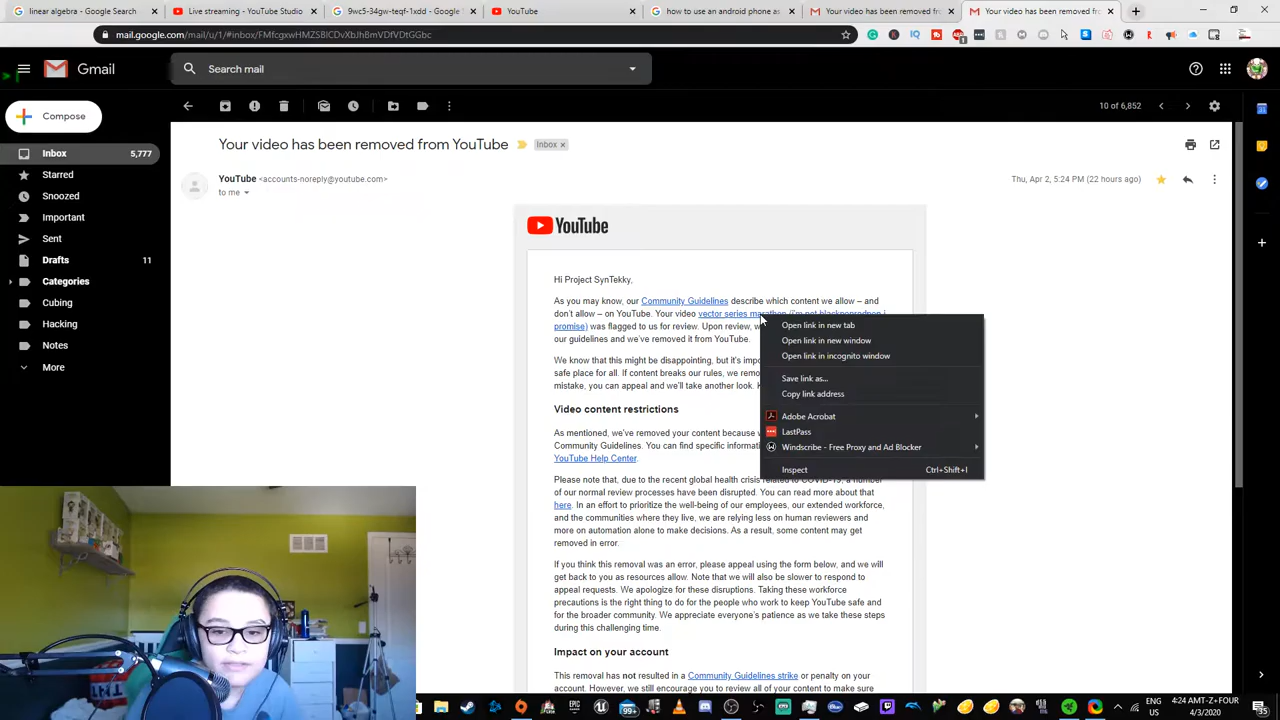 linear algebra - Google Search
Live streaming - YouTube Studio
9wc5-34gw-teqf-1xxd - Google
YouTube
how to use an android phone as
Your video has been removed from
Your video has been removed fro
mail.google.com/mail/u/1/#inbox/FMfcgxwHMZSBlCDvXbJhBmVDfVDtGGbc
Gmail
Search mail
Compose
10 of 6,852
Inbox 5,777
Starred
Snoozed
Important
Sent
Drafts 11
Categories
Cubing
Hacking
Notes
More
Your video has been removed from YouTube
Inbox
YouTube <accounts-noreply@youtube.com>
to me
Thu, Apr 2, 5:24 PM (22 hours ago)
YouTube
Hi Project SynTekky,
As you may know, our Community Guidelines describe which content we allow – and
don't allow – on YouTube. Your video vector series marathon (i'm not blackpenredpen i
promise) was flagged to us for review. Upon review,
our guidelines and we've removed it from YouTube.
We know that this might be disappointing, but it's
safe place for all. If content breaks our rules, we
mistake, you can appeal and we'll take another look.
Video content restrictions
As mentioned, we've removed your content because
Community Guidelines. You can find specific
YouTube Help Center.
Please note that, due to the recent global health crisis related to COVID-19, a number
of our normal review processes have been disrupted. You can read more about that
here. In an effort to prioritize the well-being of our employees, our extended workforce,
and the communities where they live, we are relying less on human reviewers and
more on automation alone to make decisions. As a result, some content may get
removed in error.
If you think this removal was an error, please appeal using the form below, and we will
get back to you as resources allow. Note that we will also be slower to respond to
appeal requests. We apologize for these disruptions. Taking these workforce
precautions is the right thing to do for the people who work to keep YouTube safe and
for the broader community. We appreciate everyone's patience as we take these steps
during this challenging time.
Impact on your account
This removal has not resulted in a Community Guidelines strike or penalty on your
account. However, we still encourage you to review all of your content to make sure
Open link in new tab
Open link in new window
Open link in incognito window
Save link as...
Copy link address
Adobe Acrobat
LastPass
Windscribe - Free Proxy and Ad Blocker
Inspect Ctrl+Shift+I
EPIC
99+
ENG
US
4:24 AMT-Z+FOUR
4/3/2020